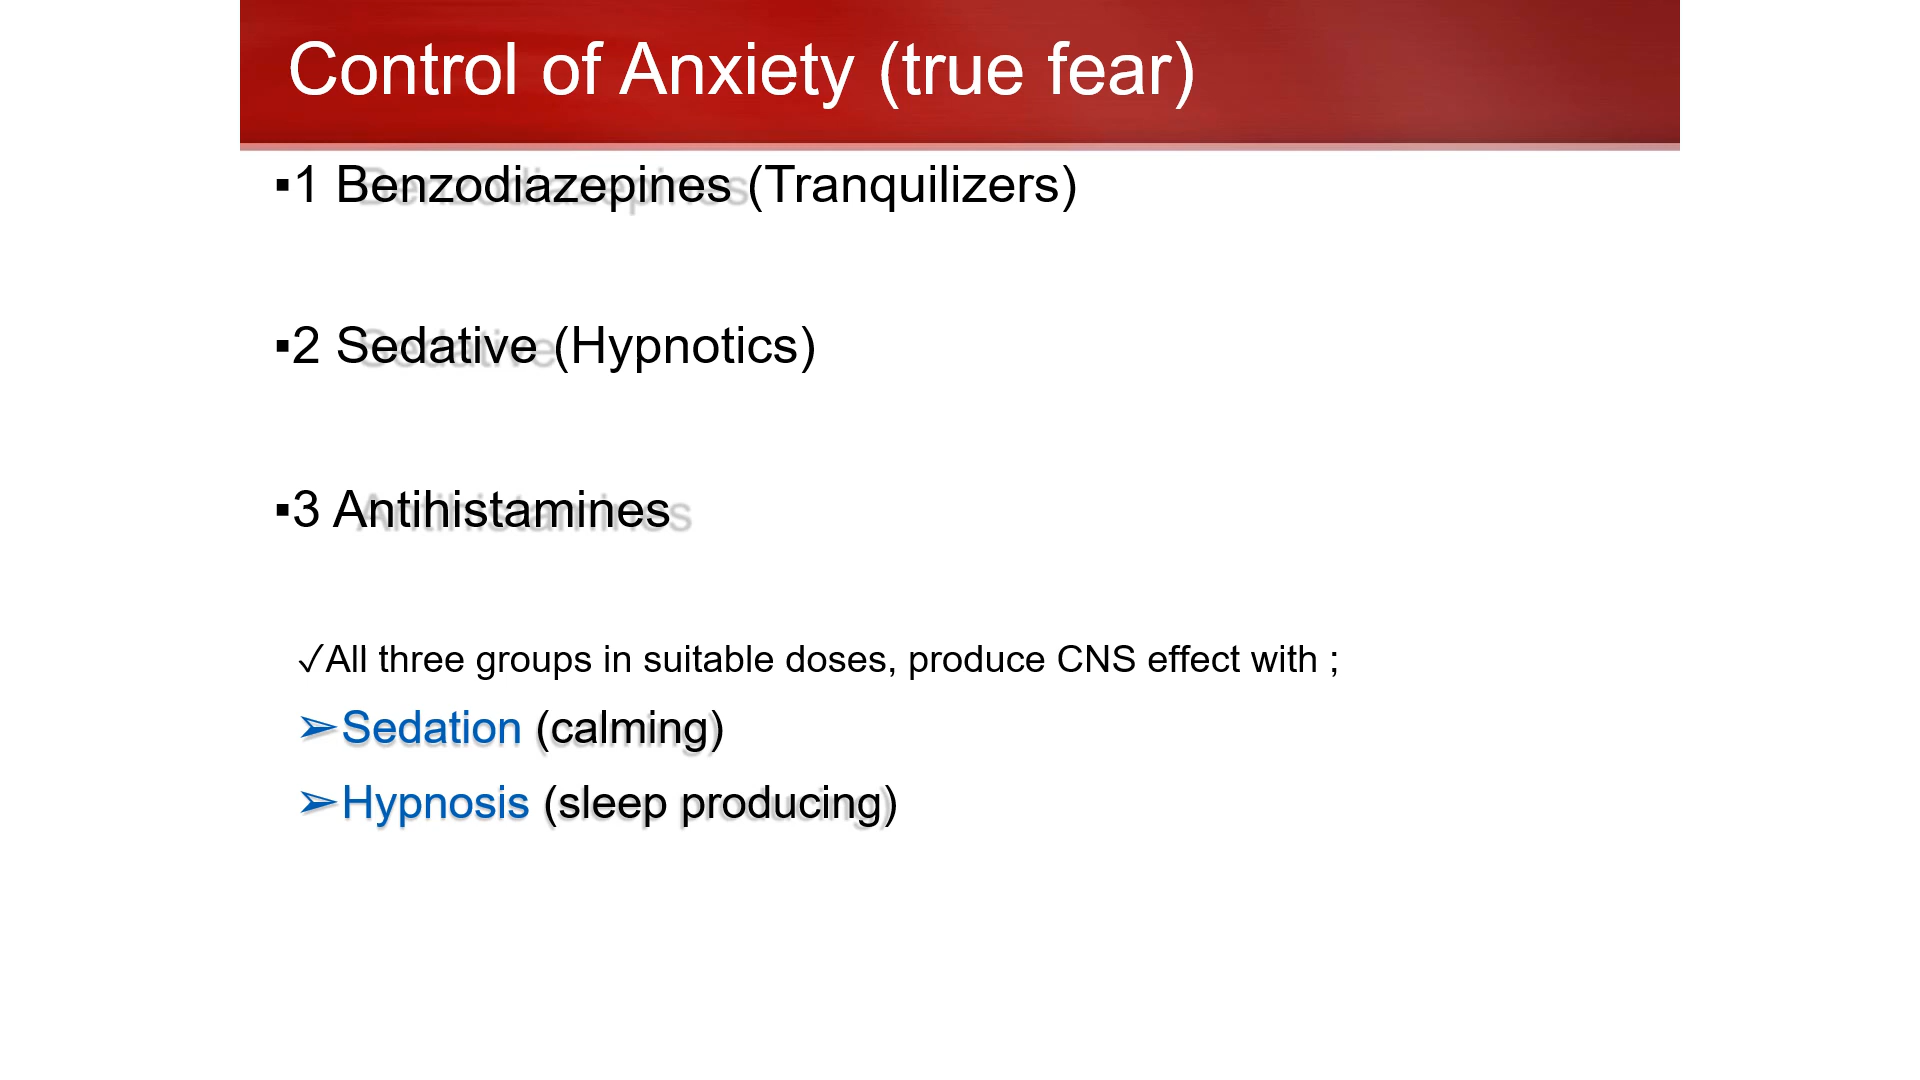 Control of Anxiety (true fear)
▪1 Benzodiazepines (Tranquilizers)
▪2 Sedative (Hypnotics)
▪3 Antihistamines
✓All three groups in suitable doses, produce CNS effect with ;
➢Sedation (calming)
➢Hypnosis (sleep producing)